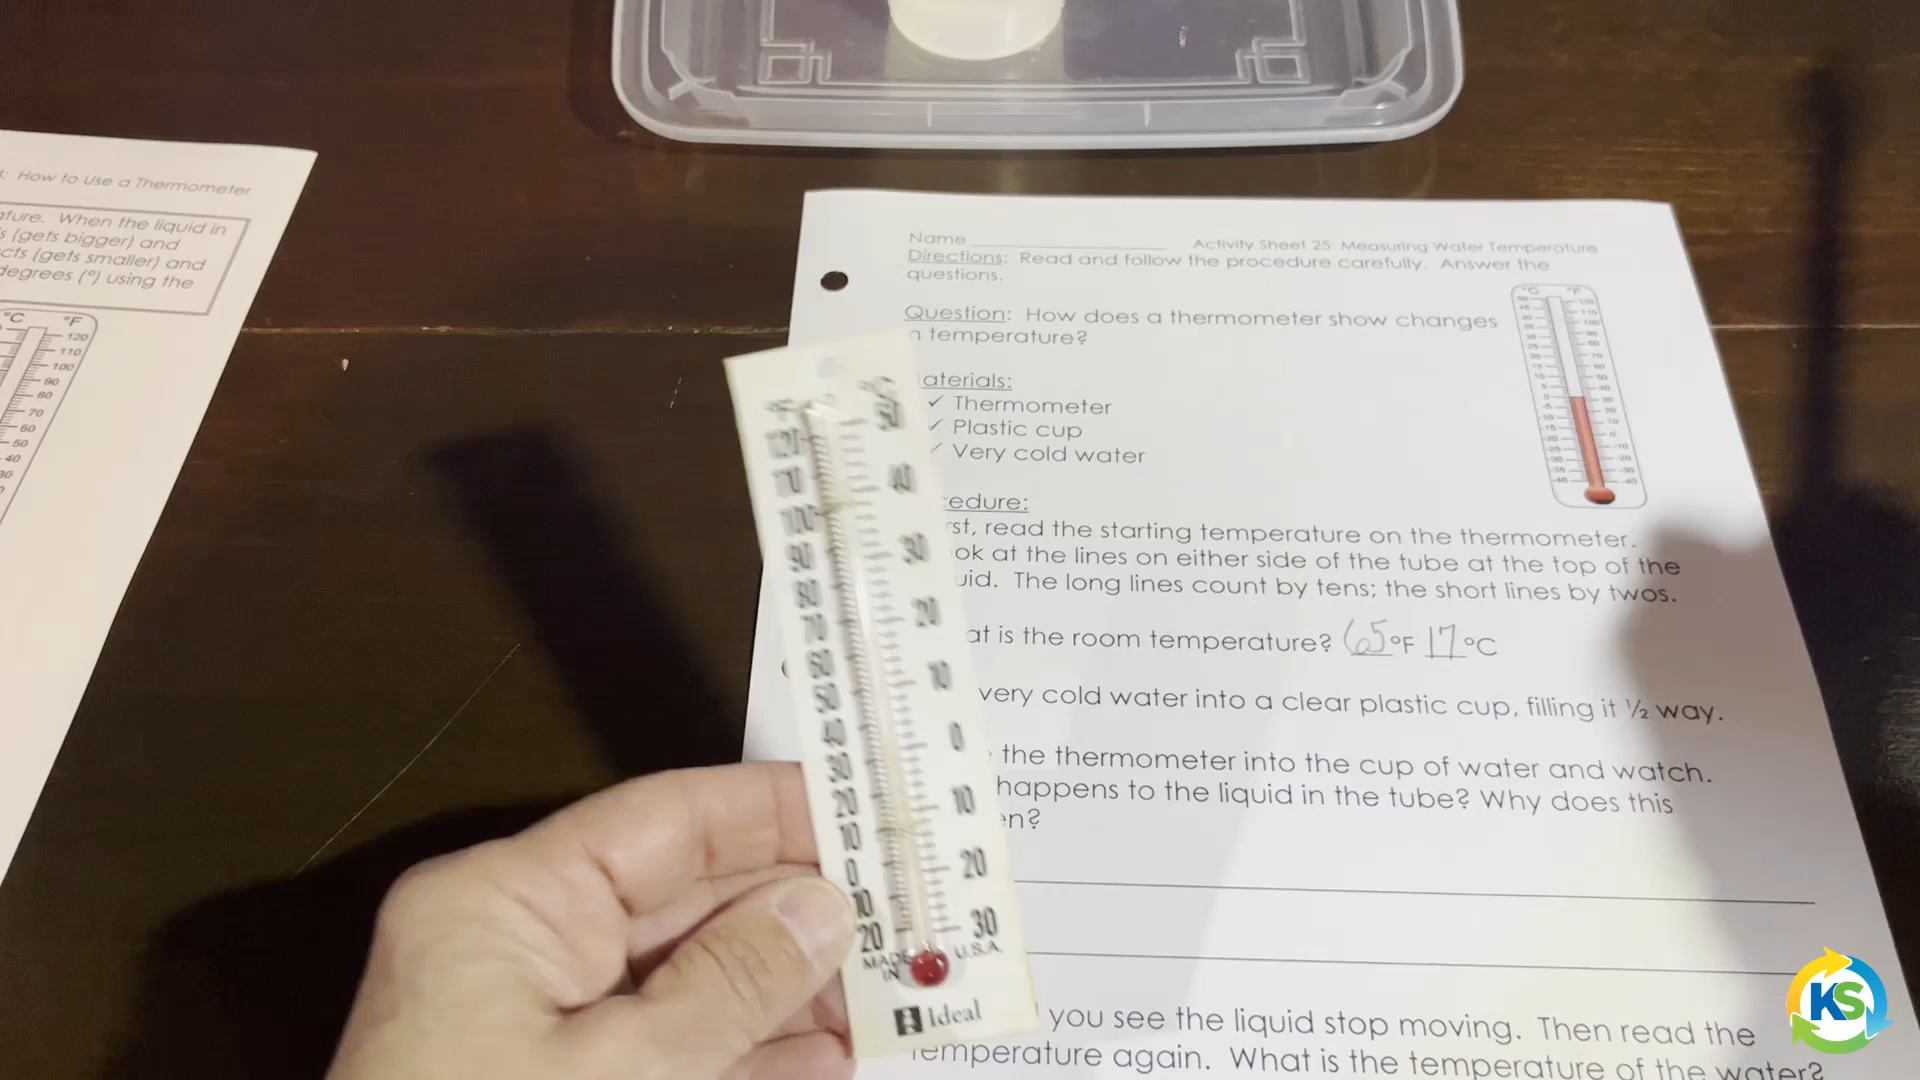 : How to Use a Thermometer
ature. When the liquid in
s (gets bigger) and
cts (gets smaller) and
degrees (°) using the
°C °F
120
110
100
90
80
70
60
50
40
30
Name
Activity Sheet 25: Measuring Water Temperature
Directions: Read and follow the procedure carefully. Answer the
questions.
Question: How does a thermometer show changes
n temperature?
aterials:
✓ Thermometer
✓ Plastic cup
✓ Very cold water
cedure:
rst, read the starting temperature on the thermometer.
ok at the lines on either side of the tube at the top of the
uid. The long lines count by tens; the short lines by twos.
at is the room temperature? 65 °F 17 °C
very cold water into a clear plastic cup, filling it ½ way.
the thermometer into the cup of water and watch.
happens to the liquid in the tube? Why does this
en?
you see the liquid stop moving. Then read the
temperature again. What is the temperature of the water?
°F °C
120 50
110 40
100
90 30
80
70 20
60
50 10
40
30 0
20
10 10
0 20
10
20 30
MADE U.S.A.
IN
Ideal
KS